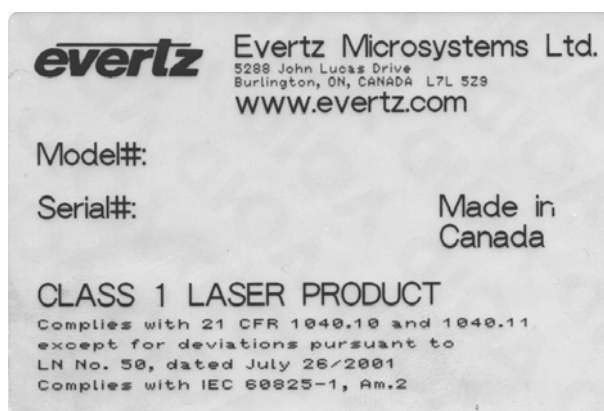 evertz
Evertz Microsystems Ltd.
5288 John Lucas Drive
Burlington, ON, CANADA L7L 5Z9
www.evertz.com
Model#:
Serial#:
Made in
Canada
CLASS 1 LASER PRODUCT
Complies with 21 CFR 1040.10 and 1040.11
except for deviations pursuant to
LN No. 50, dated July 26/2001
Complies with IEC 60825-1, Am.2